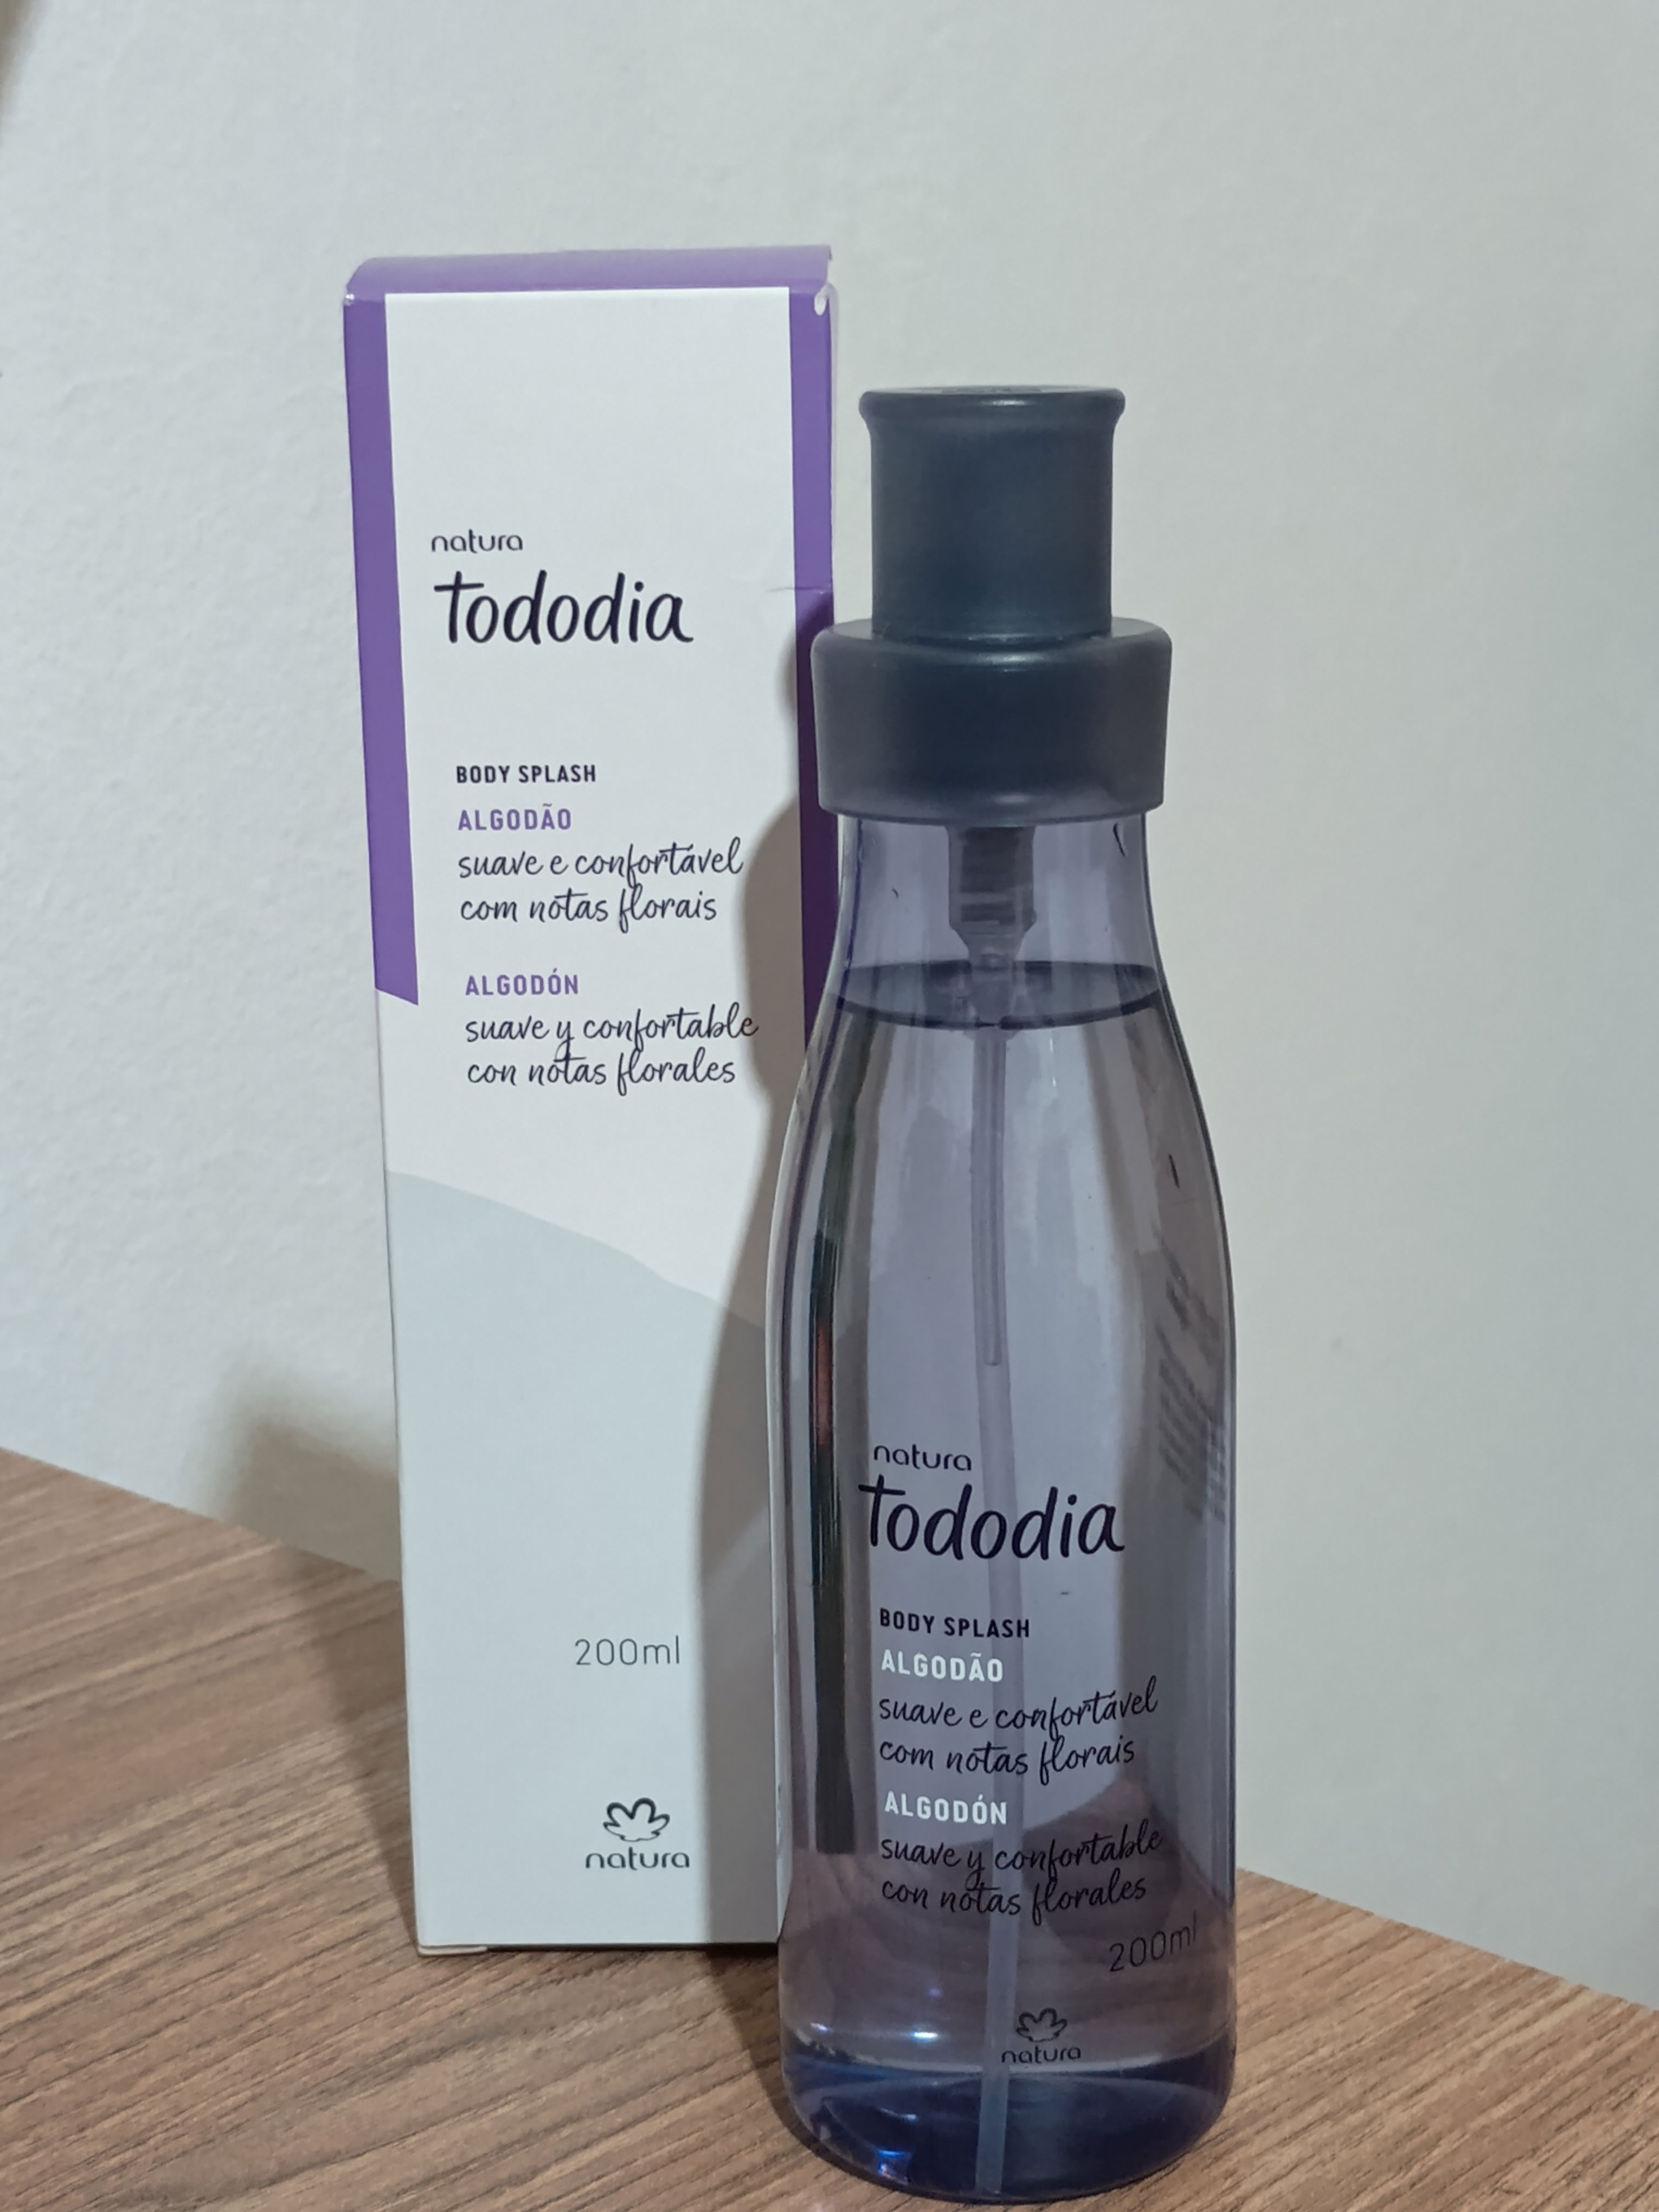 natura
tododia
BODY SPLASH
ALGODÃO
suave e confortável
com notas florais
ALGODÓN
suave y confortable
con notas florales
200ml
natura
natura
tododia
BODY SPLASH
ALGODÃO
suave e confortável
com notas florais
ALGODÓN
suave y confortable
con notas florales
200ml
natura